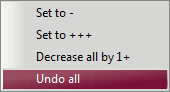 Set to -
Set to +++
Decrease all by 1+
Undo all